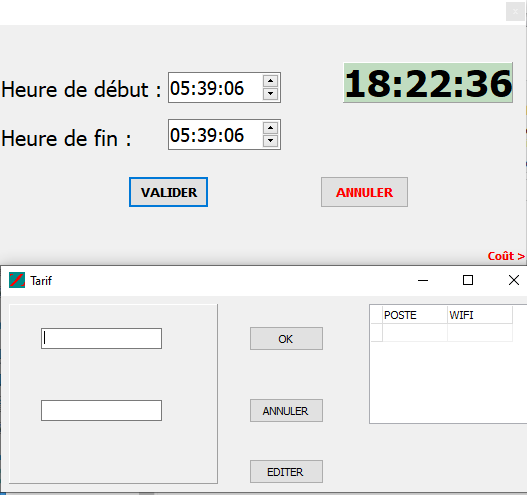 18:22:36
Heure de début : 05:39:06
Heure de fin : 05:39:06
VALIDER ANNULER
Coût >
Tarif
POSTE WIFI
OK
ANNULER
EDITER